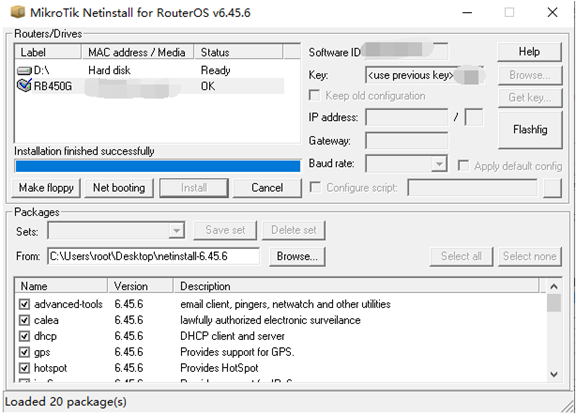 MikroTik Netinstall for RouterOS v6.45.6
Routers/Drives
Label MAC address / Media Status
D:\ Hard disk Ready
RB450G OK
Installation finished successfully
Make floppy Net booting Install Cancel
Software ID
Help
Key: <use previous key> Browse...
Keep old configuration Get key...
IP address: /
Flashfig
Gateway:
Baud rate: Apply default config
Configure script:
Packages
Sets: Save set Delete set
From: C:\Users\root\Desktop\netinstall-6.45.6 Browse... Select all Select none
Name Version Description
advanced-tools 6.45.6 email client, pingers, netwatch and other utilities
calea 6.45.6 lawfully authorized electronic surveilance
dhcp 6.45.6 DHCP client and server
gps 6.45.6 Provides support for GPS.
hotspot 6.45.6 Provides HotSpot
Loaded 20 package(s)